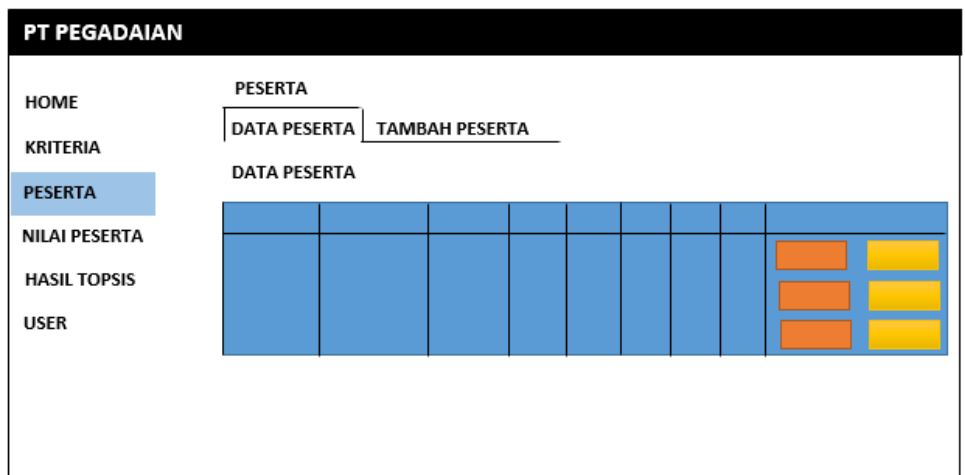 PT PEGADAIAN
HOME
KRITERIA
PESERTA
NILAI PESERTA
HASIL TOPSIS
USER
PESERTA
DATA PESERTA
TAMBAH PESERTA
DATA PESERTA